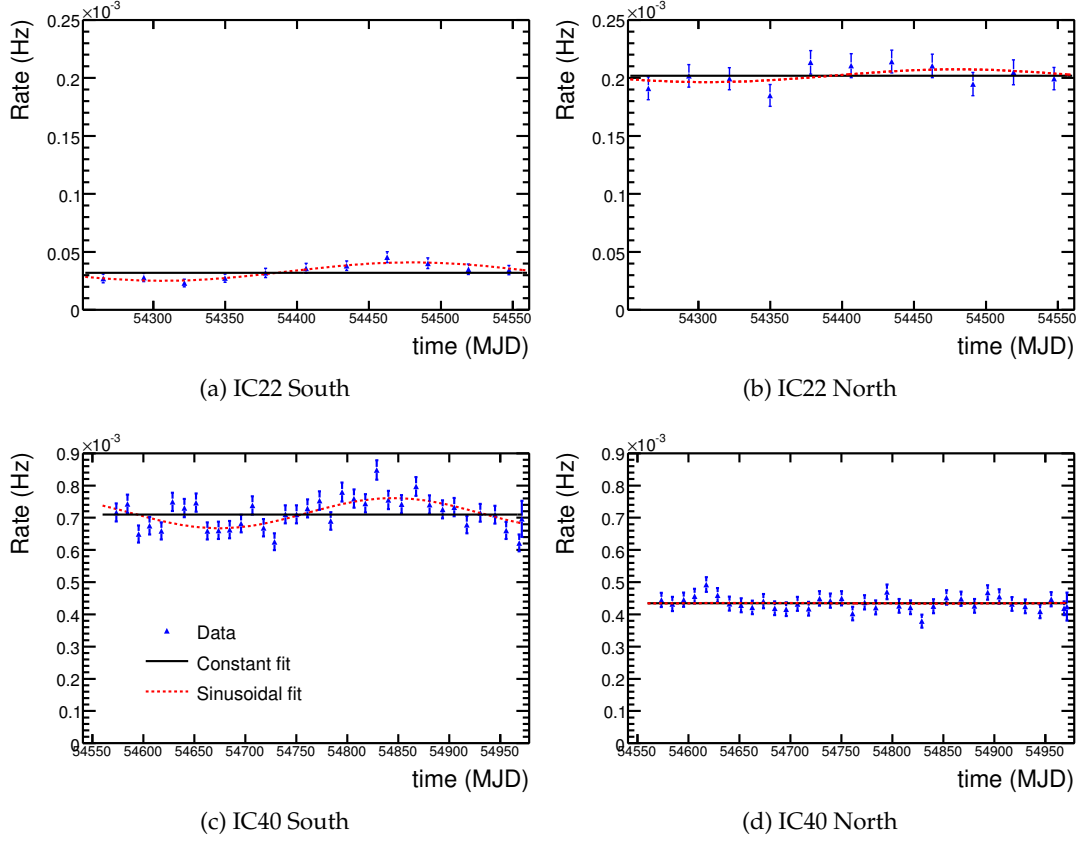 ×10⁻³
Rate (Hz)
0.25
0.2
0.15
0.1
0.05
0
54300 54350 54400 54450 54500 54550
time (MJD)
(a) IC22 South
×10⁻³
Rate (Hz)
0.25
0.2
0.15
0.1
0.05
0
54300 54350 54400 54450 54500 54550
time (MJD)
(b) IC22 North
×10⁻³
Rate (Hz)
0.9
0.8
0.7
0.6
0.5
0.4
0.3
0.2
0.1
0
Data
Constant fit
Sinusoidal fit
54550 54600 54650 54700 54750 54800 54850 54900 54950
time (MJD)
(c) IC40 South
×10⁻³
Rate (Hz)
0.9
0.8
0.7
0.6
0.5
0.4
0.3
0.2
0.1
0
54550 54600 54650 54700 54750 54800 54850 54900 54950
time (MJD)
(d) IC40 North